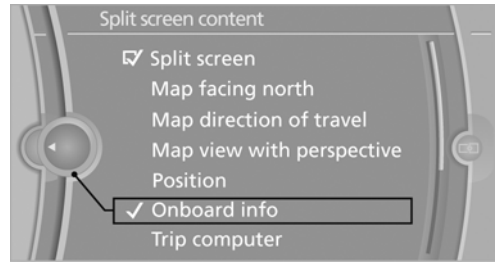 Split screen content
Split screen
Map facing north
Map direction of travel
Map view with perspective
Position
Onboard info
Trip computer